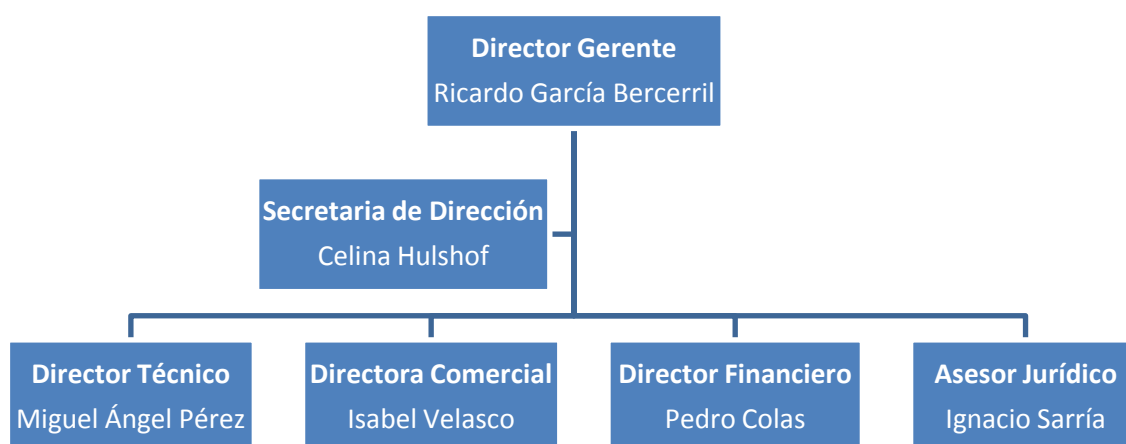 Director Gerente
Ricardo García Bercerril
Secretaria de Dirección
Celina Hulshof
Director Técnico
Miguel Ángel Pérez
Directora Comercial
Isabel Velasco
Director Financiero
Pedro Colas
Asesor Jurídico
Ignacio Sarría